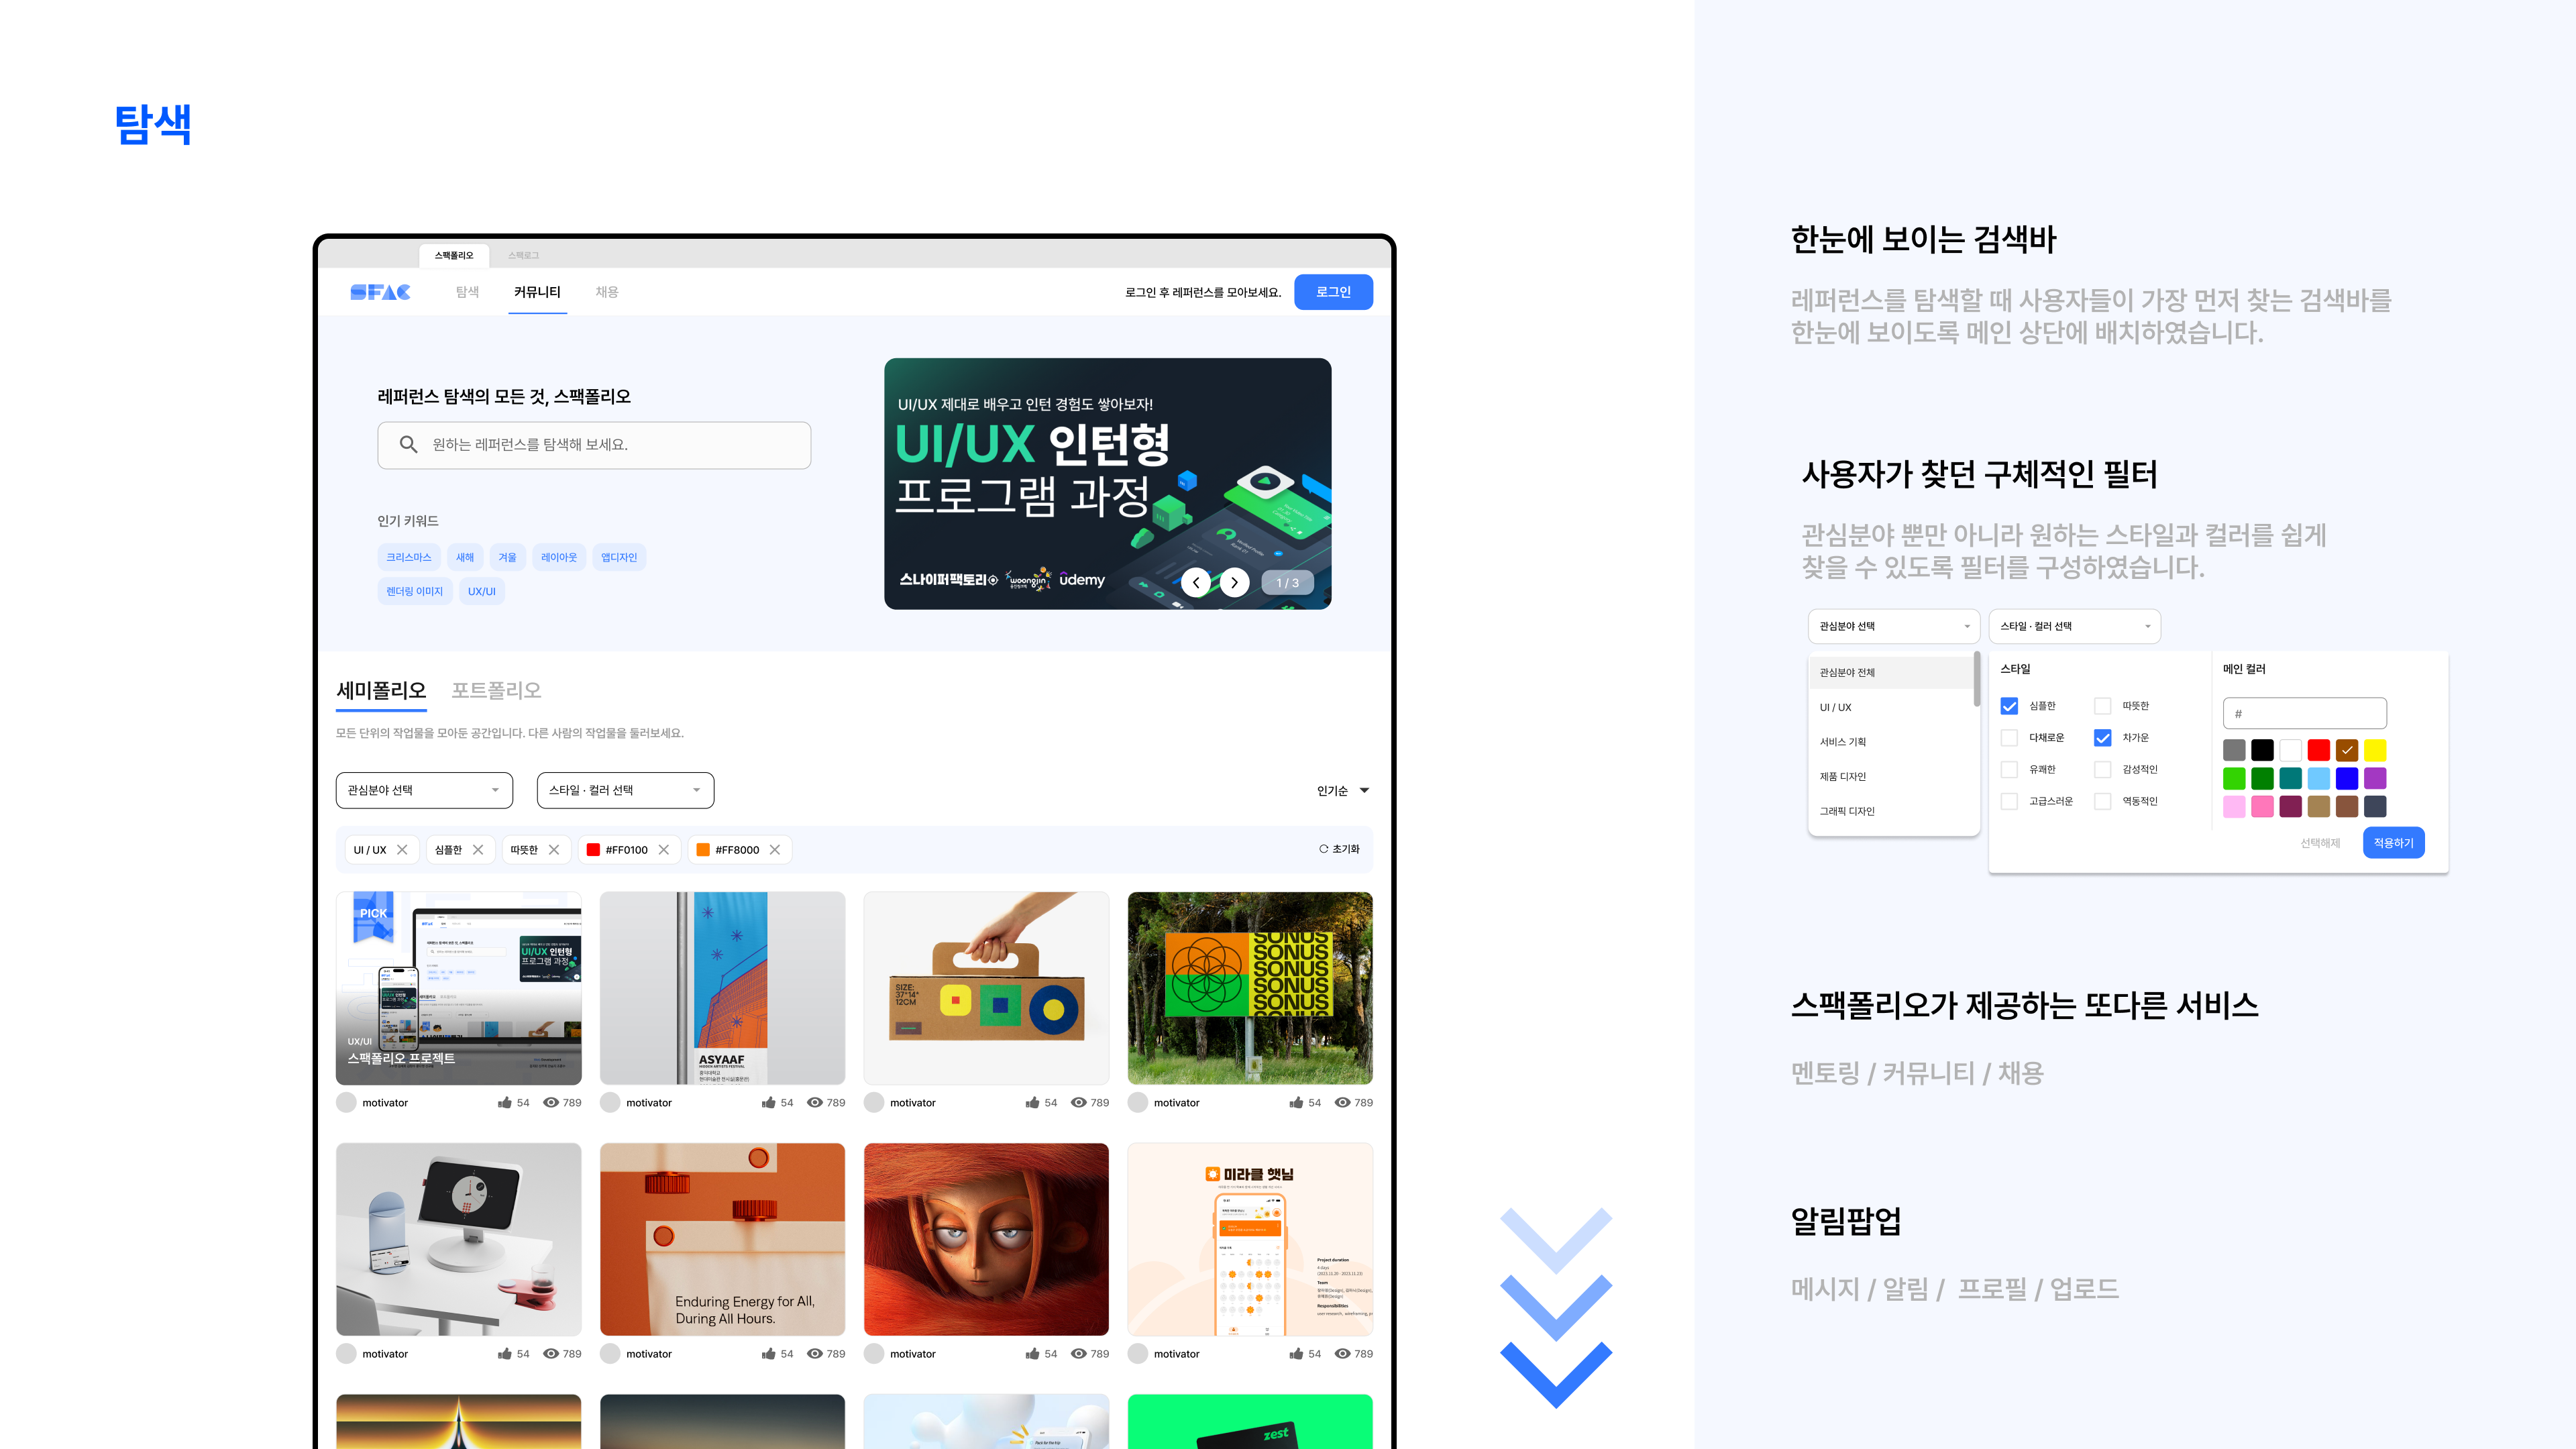 탐색
스팩폴리오
스팩로그
SFAC
탐색
커뮤니티
채용
로그인 후 레퍼런스를 모아보세요.
로그인
레퍼런스 탐색의 모든 것, 스팩폴리오
원하는 레퍼런스를 탐색해 보세요.
인기 키워드
크리스마스
새해
겨울
레이아웃
앱디자인
렌더링 이미지
UX/UI
UI/UX 제대로 배우고 인턴 경험도 쌓아보자!
UI/UX 인턴형
프로그램 과정
스나이퍼팩토리
woongjin
udemy
1 / 3
세미폴리오
포트폴리오
모든 단위의 작업물을 모아둔 공간입니다. 다른 사람의 작업물을 둘러보세요.
관심분야 선택
스타일 · 컬러 선택
인기순
UI / UX
심플한
따뜻한
#FF0100
#FF8000
초기화
PICK
UI/UX 인턴형
프로그램 과정
UX/UI
스팩폴리오 프로젝트
ASYAAF
SIZE:
37*14*
12CM
SONUS
SONUS
SONUS
SONUS
SONUS
SONUS
motivator 54 789
motivator 54 789
motivator 54 789
motivator 54 789
Enduring Energy for All,
During All Hours.
미라클 햇님
Project duration
Team
Responsibilities
motivator 54 789
motivator 54 789
motivator 54 789
motivator 54 789
zest
한눈에 보이는 검색바
레퍼런스를 탐색할 때 사용자들이 가장 먼저 찾는 검색바를
한눈에 보이도록 메인 상단에 배치하였습니다.
사용자가 찾던 구체적인 필터
관심분야 뿐만 아니라 원하는 스타일과 컬러를 쉽게
찾을 수 있도록 필터를 구성하였습니다.
관심분야 선택
스타일 · 컬러 선택
관심분야 전체
UI / UX
서비스 기획
제품 디자인
그래픽 디자인
스타일
심플한
따뜻한
다채로운
차가운
유쾌한
감성적인
고급스러운
역동적인
메인 컬러
#
선택해제
적용하기
스팩폴리오가 제공하는 또다른 서비스
멘토링 / 커뮤니티 / 채용
알림팝업
메시지 / 알림 / 프로필 / 업로드